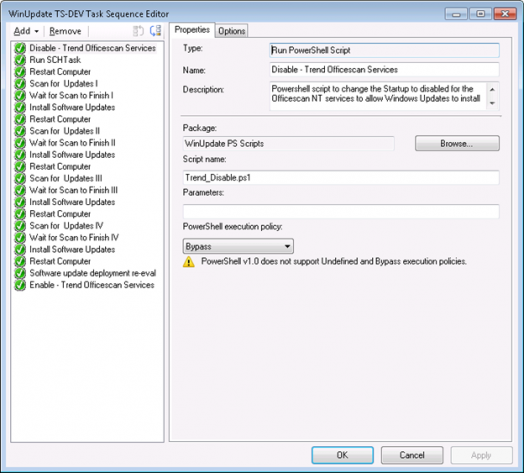 WinUpdate TS-DEV Task Sequence Editor
Add Remove
Disable - Trend Officescan Services
Run SCHTask
Restart Computer
Scan for Updates I
Wait for Scan to Finish I
Install Software Updates
Restart Computer
Scan for Updates II
Wait for Scan to Finish II
Install Software Updates
Restart Computer
Scan for Updates III
Wait for Scan to Finish III
Install Software Updates
Restart Computer
Scan for Updates IV
Wait for Scan to Finish IV
Install Software Updates
Restart Computer
Software update deployment re-eval
Enable - Trend Officescan Services
Properties Options
Type: Run PowerShell Script
Name: Disable - Trend Officescan Services
Description: Powershell script to change the Startup to disabled for the
Officescan NT services to allow Windows Updates to install
Package:
WinUpdate PS Scripts Browse...
Script name:
Trend_Disable.ps1
Parameters:
PowerShell execution policy:
Bypass
PowerShell v1.0 does not support Undefined and Bypass execution policies.
OK Cancel Apply